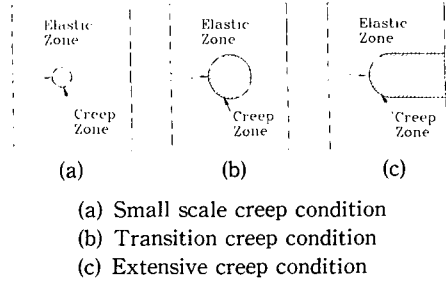 Elastic
Zone
Creep
Zone
(a)
Elastic
Zone
Creep
Zone
(b)
Elastic
Zone
Creep
Zone
(c)
(a) Small scale creep condition
(b) Transition creep condition
(c) Extensive creep condition